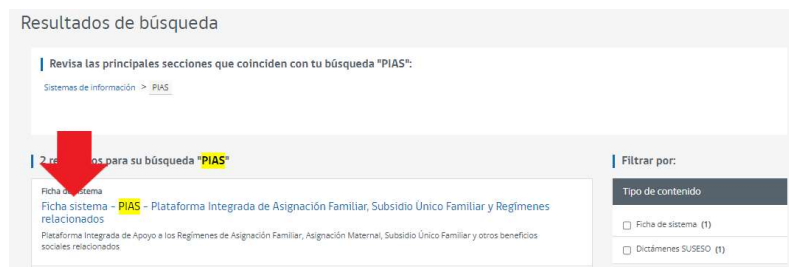 Resultados de búsqueda
Revisa las principales secciones que coinciden con tu búsqueda "PIAS":
Sistemas de información > PIAS
2 re os para su búsqueda "PIAS"
Filtrar por:
Ficha de stema
Ficha sistema – PIAS – Plataforma Integrada de Asignación Familiar, Subsidio Único Familiar y Regímenes
relacionados
Plataforma Integrada de Apoyo a los Regímenes de Asignación Familiar, Asignación Maternal, Subsidio Único Familiar y otros beneficios
sociales relacionados
Tipo de contenido
Ficha de sistema (1)
Dictámenes SUSESO (1)